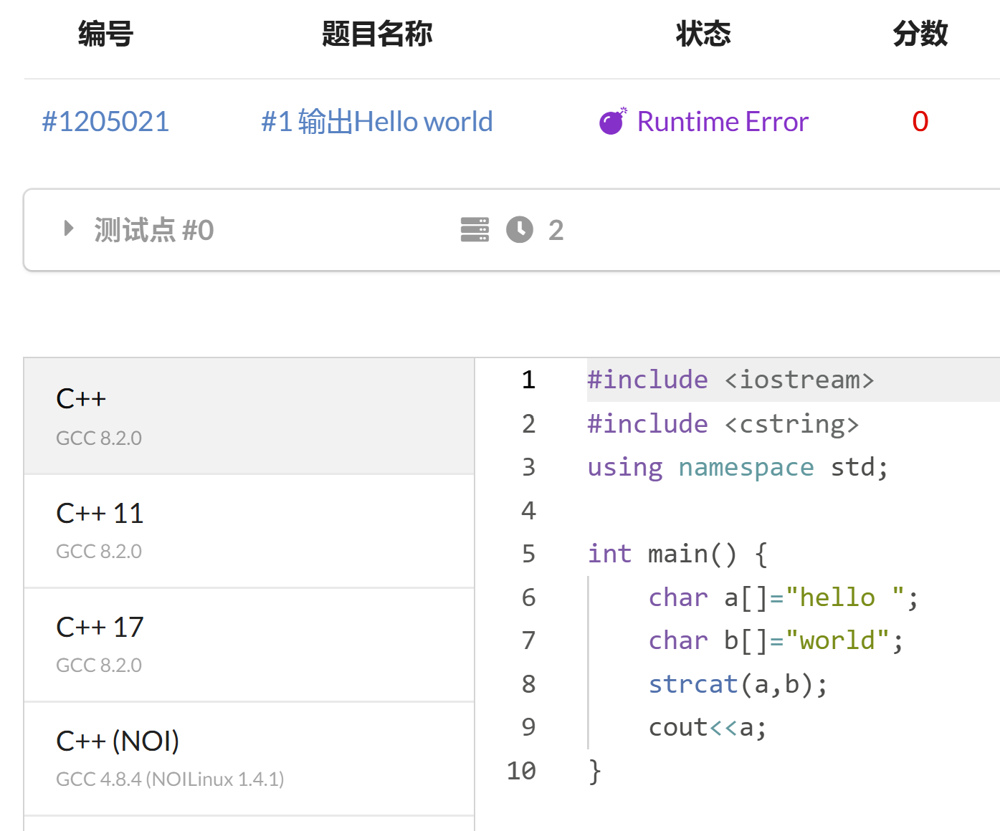 编号 题目名称 状态 分数
#1205021 #1 输出Hello world Runtime Error 0
测试点 #0 2
C++
GCC 8.2.0
C++ 11
GCC 8.2.0
C++ 17
GCC 8.2.0
C++ (NOI)
GCC 4.8.4 (NOILinux 1.4.1)
1 #include <iostream>
2 #include <cstring>
3 using namespace std;
4
5 int main() {
6     char a[]="hello ";
7     char b[]="world";
8     strcat(a,b);
9     cout<<a;
10 }